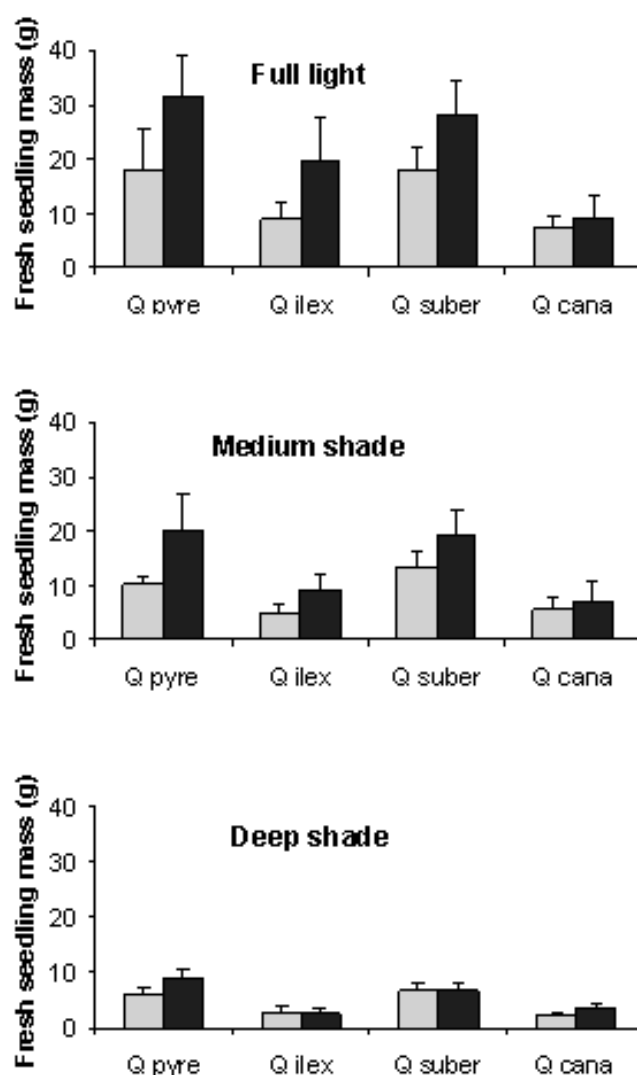 Fresh seedling mass (g)
40
30
20
10
0
Full light
Q pyre Q ilex Q suber Q cana
Fresh seedling mass (g)
40
30
20
10
0
Medium shade
Q pyre Q ilex Q suber Q cana
Fresh seedling mass (g)
40
30
20
10
0
Deep shade
Q pyre Q ilex Q suber Q cana